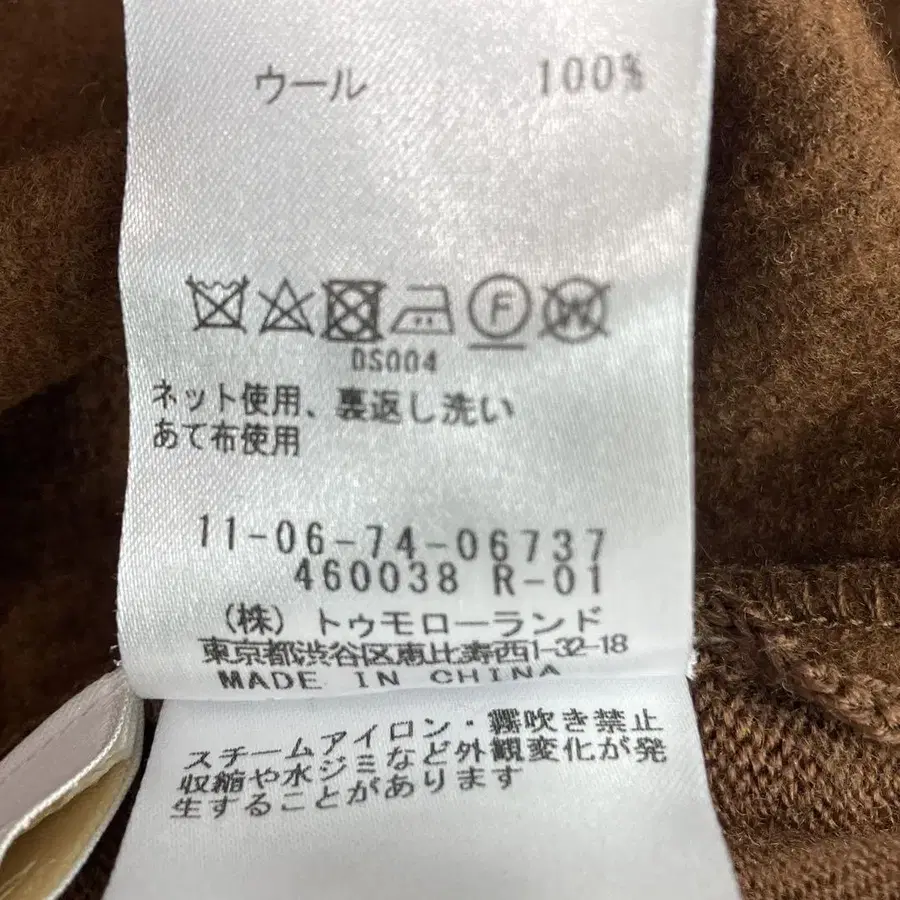 ウール 100%
F W
DS004
ネット使用、裏返し洗い
あて布使用
11-06-74-06737
460038 R-01
(株) トゥモローランド
東京都渋谷区恵比寿西1-32-18
MADE IN CHINA
スチームアイロン・霧吹き禁止
収縮や水ジミなど外観変化が発
生することがあります